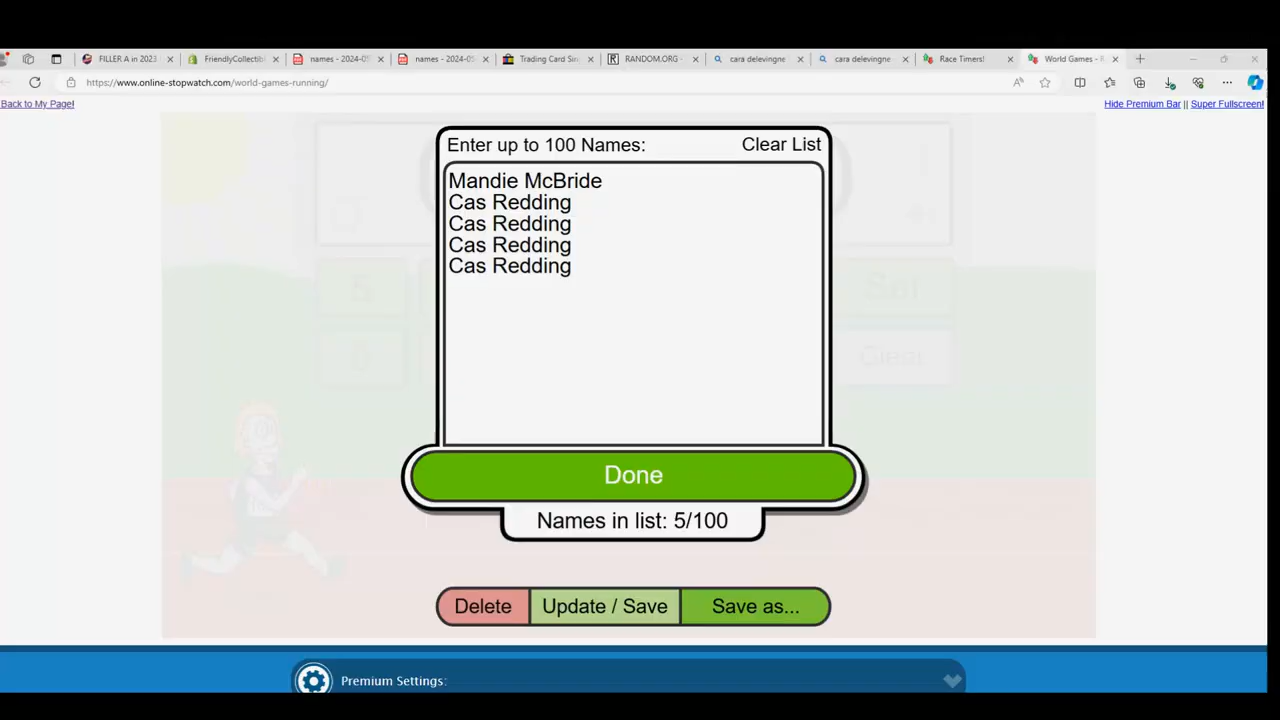 FILLER A in 2023
FriendlyCollectib
names - 2024-05
names - 2024-05
Trading Card Sin
RANDOM.ORG -
cara delevingne
cara delevingne
Race Timers!
World Games - R
https://www.online-stopwatch.com/world-games-running/
Back to My Page!
Hide Premium Bar || Super Fullscreen!
Enter up to 100 Names:
Clear List
Mandie McBride
Cas Redding
Cas Redding
Cas Redding
Cas Redding
Set
Clear
Done
Names in list: 5/100
Delete
Update / Save
Save as...
Premium Settings: